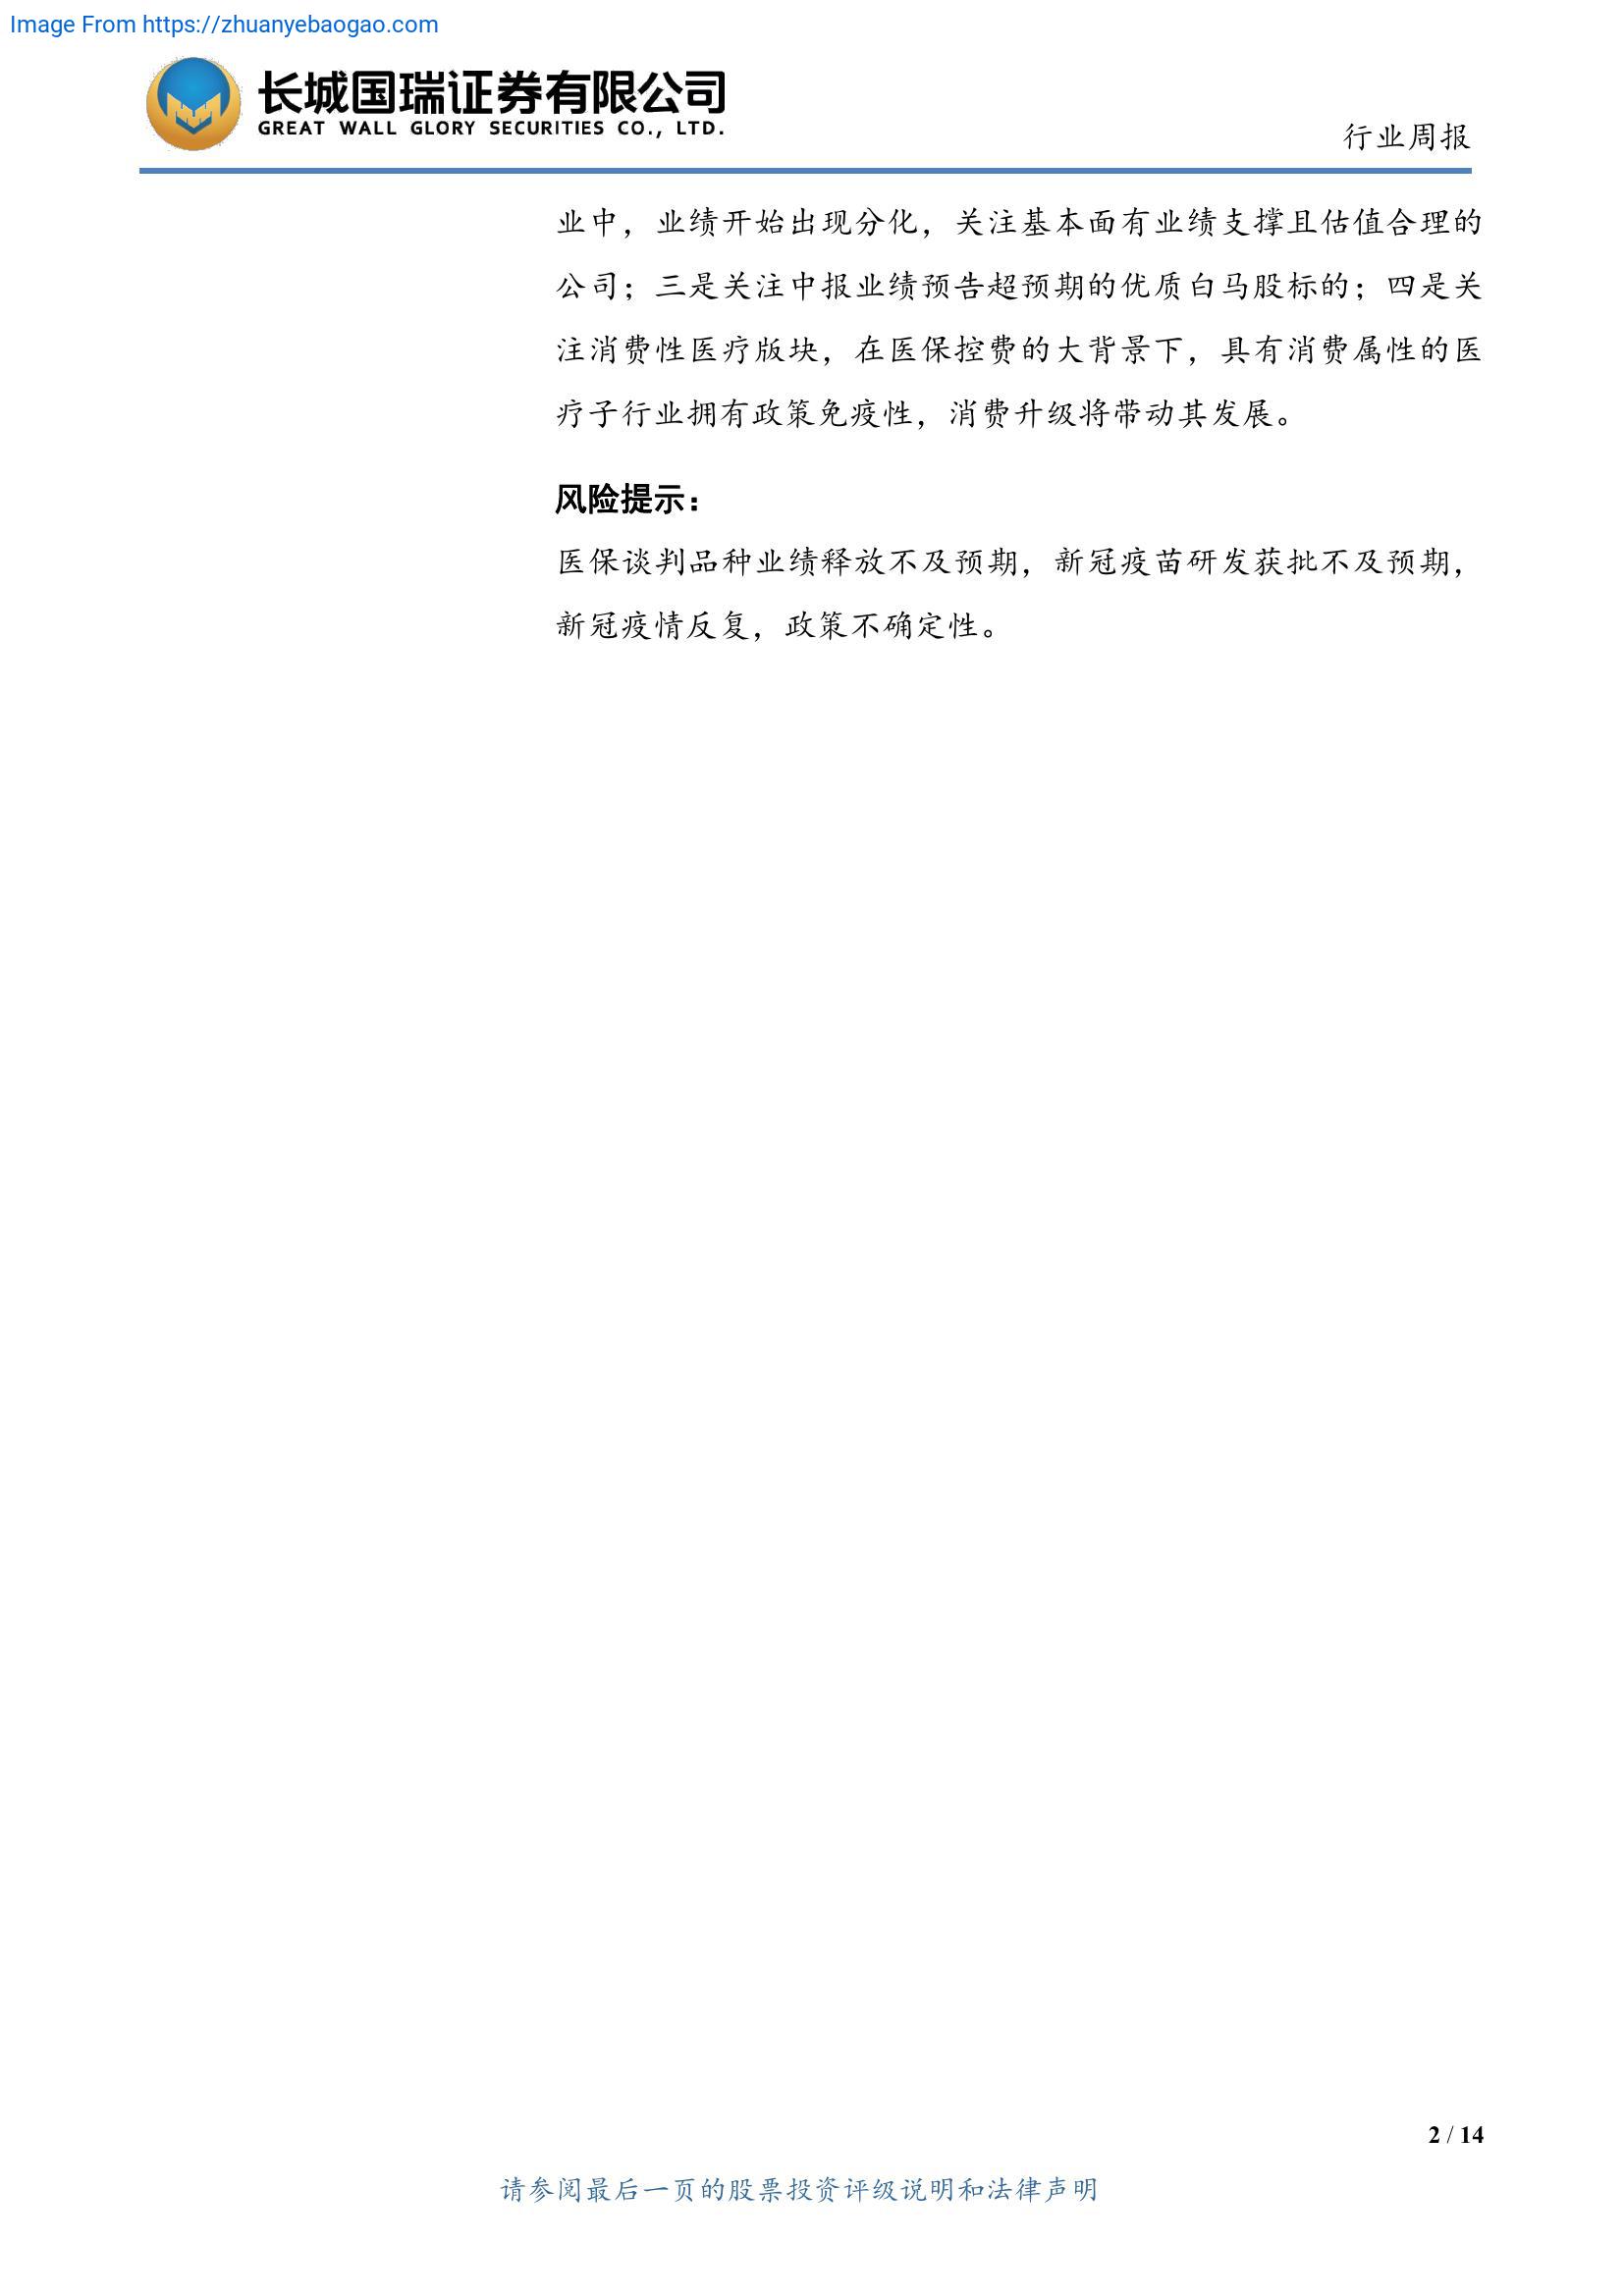 Image From https://zhuanyebaogao.com
长城国瑞证券有限公司
GREAT WALL GLORY SECURITIES CO., LTD.
行业周报
业中，业绩开始出现分化，关注基本面有业绩支撑且估值合理的
公司；三是关注中报业绩预告超预期的优质白马股标的；四是关
注消费性医疗版块，在医保控费的大背景下，具有消费属性的医
疗子行业拥有政策免疫性，消费升级将带动其发展。
风险提示：
医保谈判品种业绩释放不及预期，新冠疫苗研发获批不及预期，
新冠疫情反复，政策不确定性。
2 / 14
请参阅最后一页的股票投资评级说明和法律声明